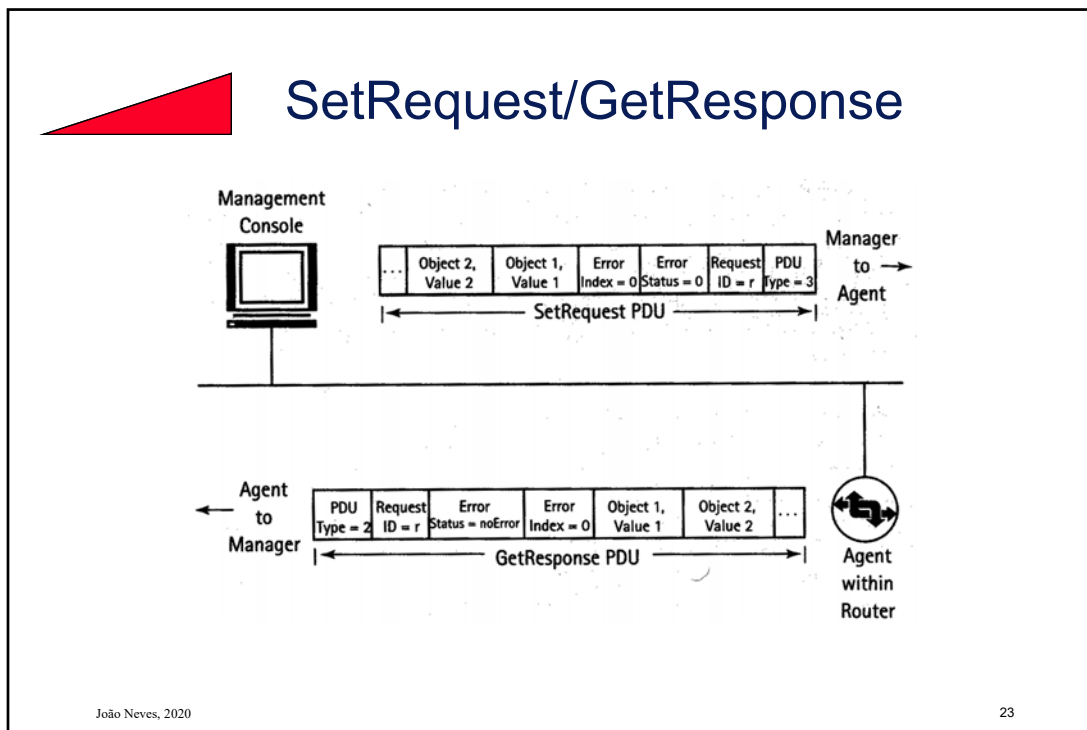 SetRequest/GetResponse
Management
Console
...
Object 2,
Value 2
Object 1,
Value 1
Error
Index = 0
Error
Status = 0
Request
ID = r
PDU
Type = 3
SetRequest PDU
Manager
to
Agent
Agent
to
Manager
PDU
Type = 2
Request
ID = r
Error
Status = noError
Error
Index = 0
Object 1,
Value 1
Object 2,
Value 2
...
GetResponse PDU
Agent
within
Router
João Neves, 2020
23